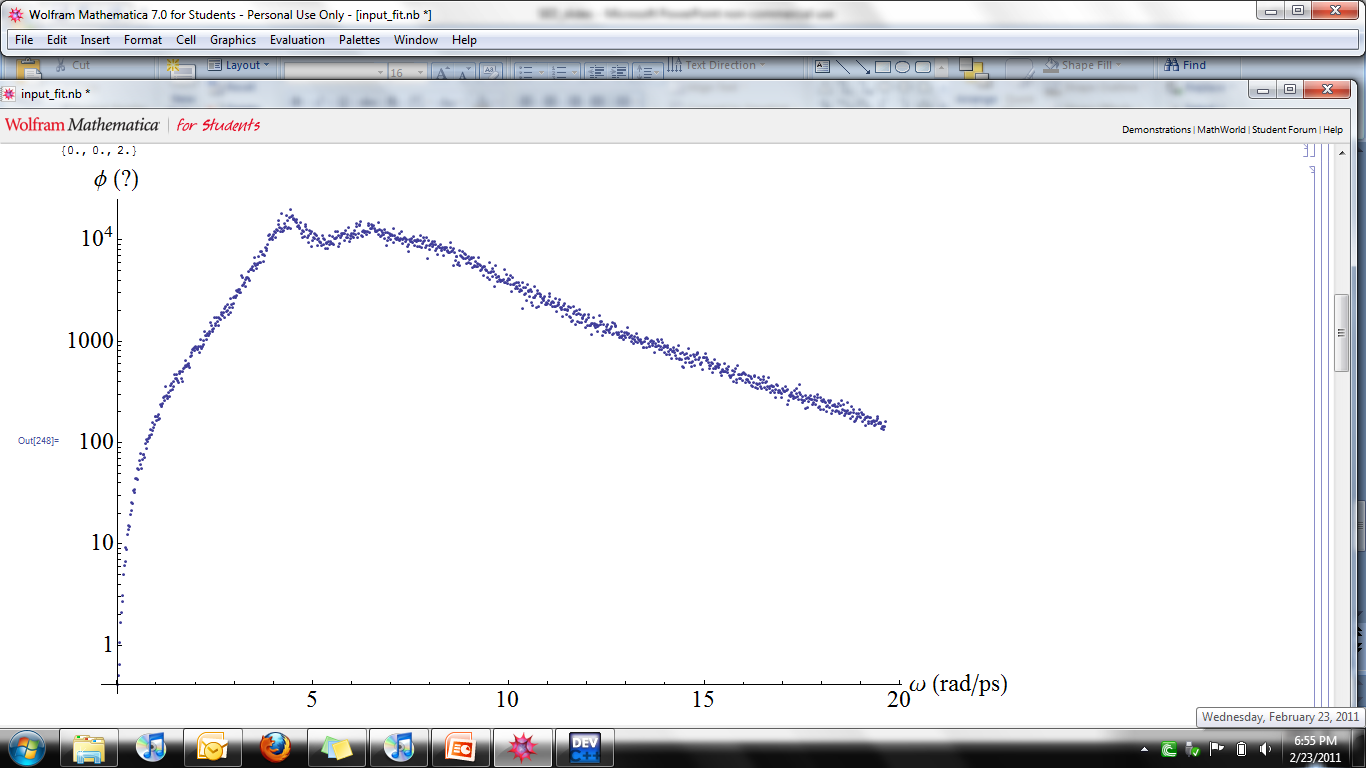 Wolfram Mathematica 7.0 for Students - Personal Use Only - [input_fit.nb *]
File Edit Insert Format Cell Graphics Evaluation Palettes Window Help
Cut Layout 16 Text Direction Shape Fill Find
input_fit.nb *
Wolfram Mathematica for Students
Demonstrations | MathWorld | Student Forum | Help
{0., 0., 2.}
ϕ (?)
10⁴
1000
Out[248]= 100
10
1
5 10 15 20 ω (rad/ps)
Wednesday, February 23, 2011
DEV C++
6:55 PM
2/23/2011